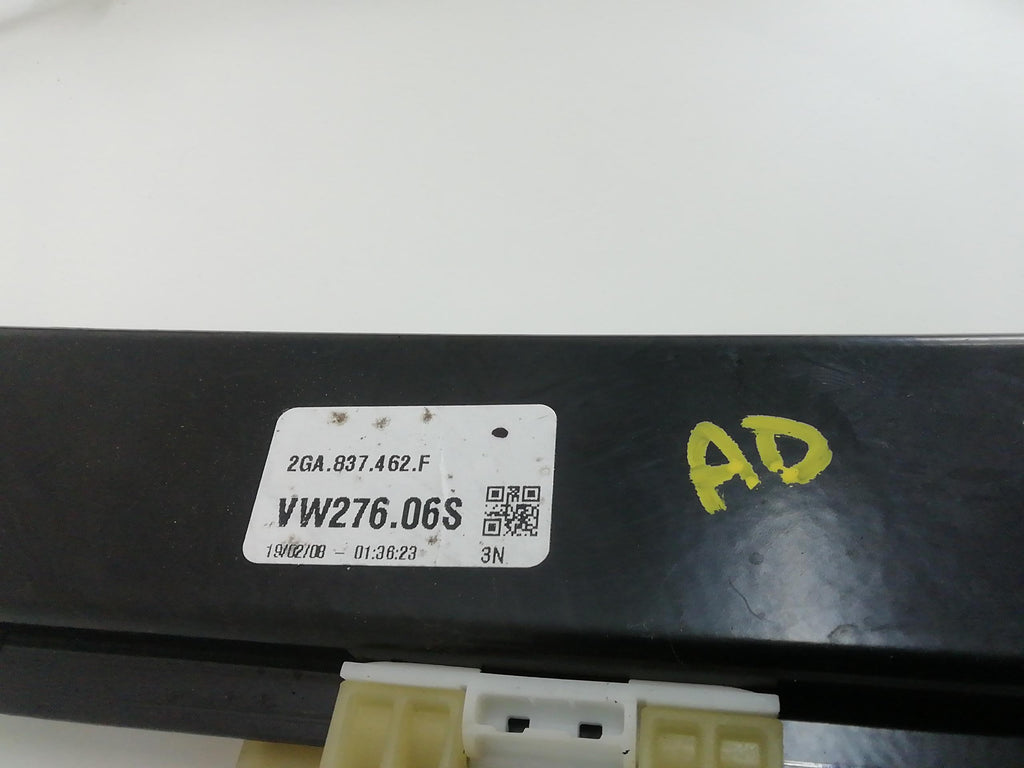 2GA.837.462.F
VW276.06S
19/02/08 - 01:36:23 3N
AD